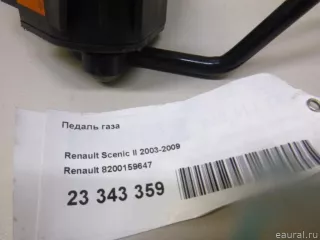 Педаль газа
Renault Scenic II 2003-2009
Renault 8200159647
23 343 359
eaural.ru